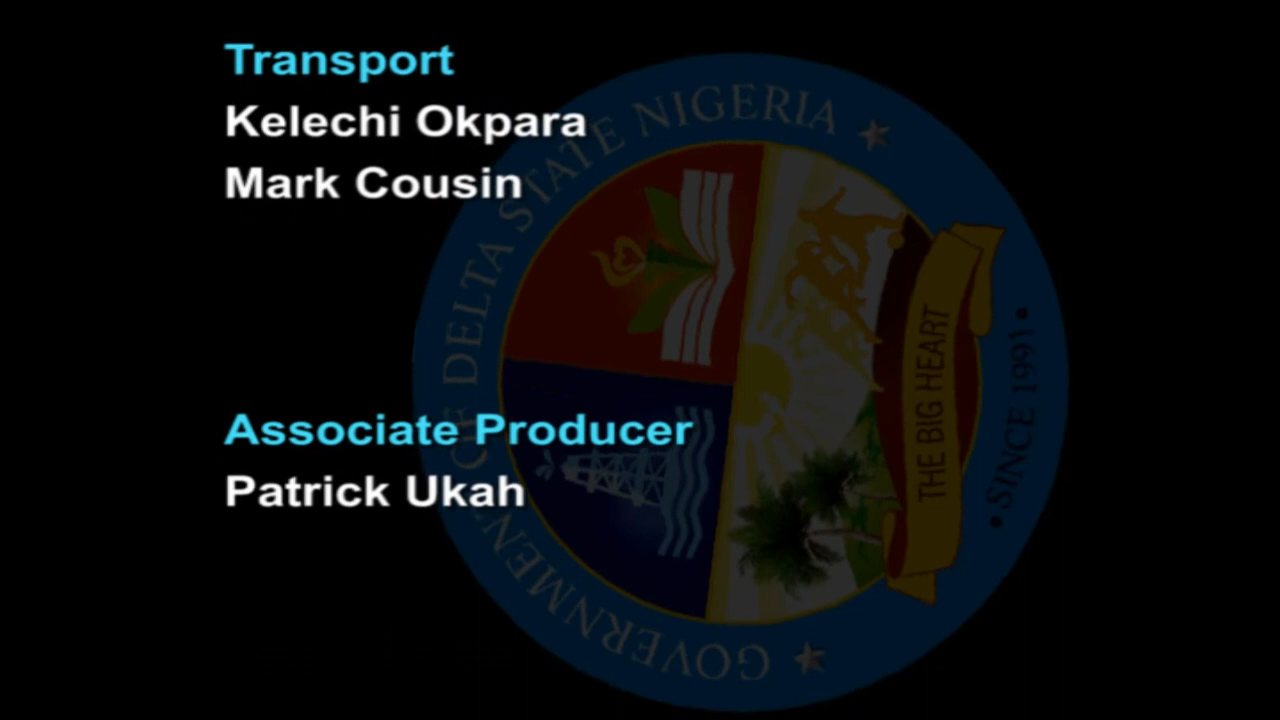 Transport
Kelechi Okpara
Mark Cousin
Associate Producer
Patrick Ukah
GOVERNMENT OF DELTA STATE NIGERIA
THE BIG HEART
• SINCE 1991 •